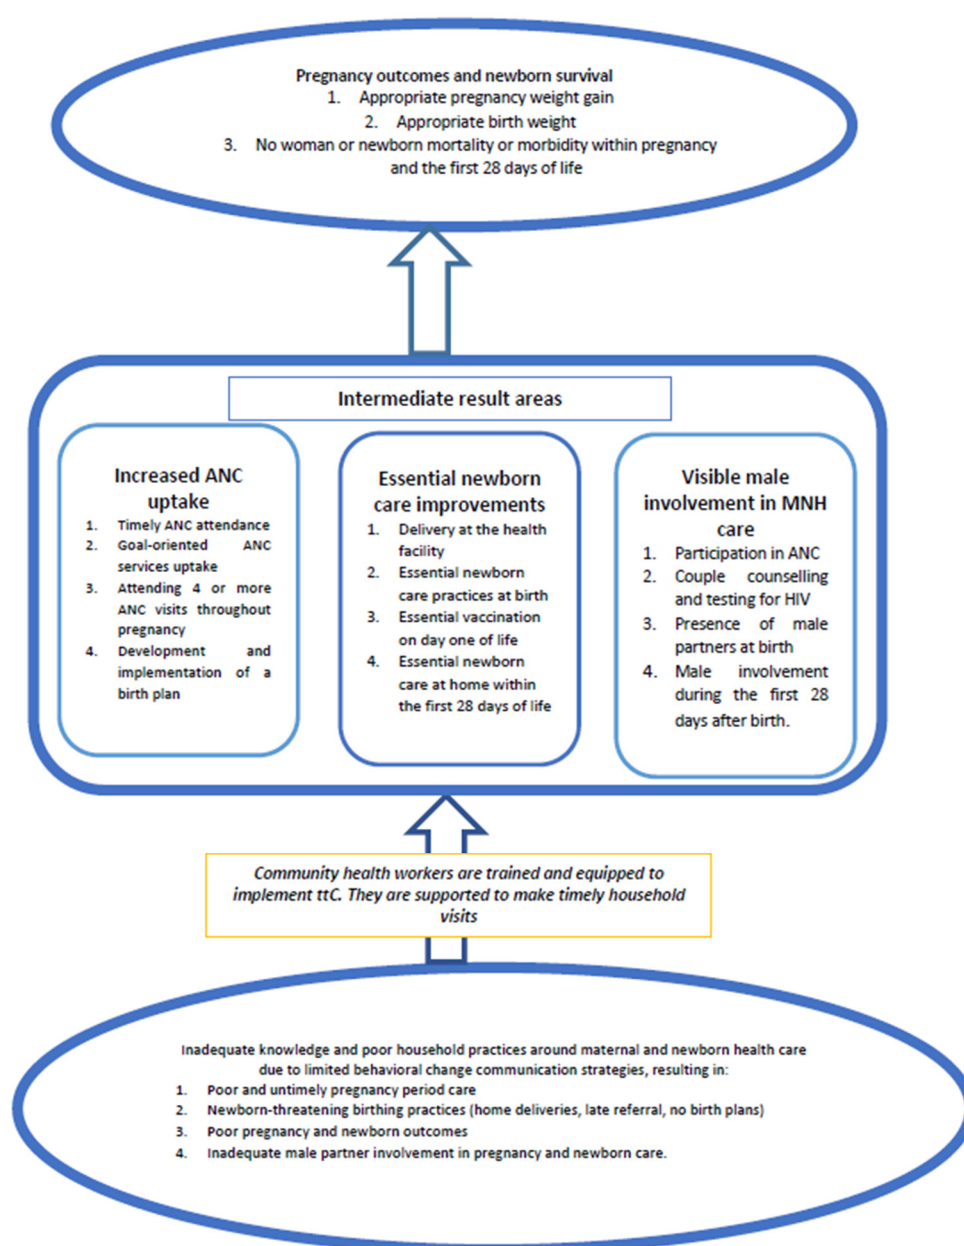 Pregnancy outcomes and newborn survival
1. Appropriate pregnancy weight gain
2. Appropriate birth weight
3. No woman or newborn mortality or morbidity within pregnancy
and the first 28 days of life
Intermediate result areas
Increased ANC
uptake
1. Timely ANC attendance
2. Goal-oriented ANC
services uptake
3. Attending 4 or more
ANC visits throughout
pregnancy
4. Development and
implementation of a
birth plan
Essential newborn
care improvements
1. Delivery at the health
facility
2. Essential newborn
care practices at birth
3. Essential vaccination
on day one of life
4. Essential newborn
care at home within
the first 28 days of life
Visible male
involvement in MNH
care
1. Participation in ANC
2. Couple counselling
and testing for HIV
3. Presence of male
partners at birth
4. Male involvement
during the first 28
days after birth.
Community health workers are trained and equipped to
implement ttC. They are supported to make timely household
visits
Inadequate knowledge and poor household practices around maternal and newborn health care
due to limited behavioral change communication strategies, resulting in:
1. Poor and untimely pregnancy period care
2. Newborn-threatening birthing practices (home deliveries, late referral, no birth plans)
3. Poor pregnancy and newborn outcomes
4. Inadequate male partner involvement in pregnancy and newborn care.